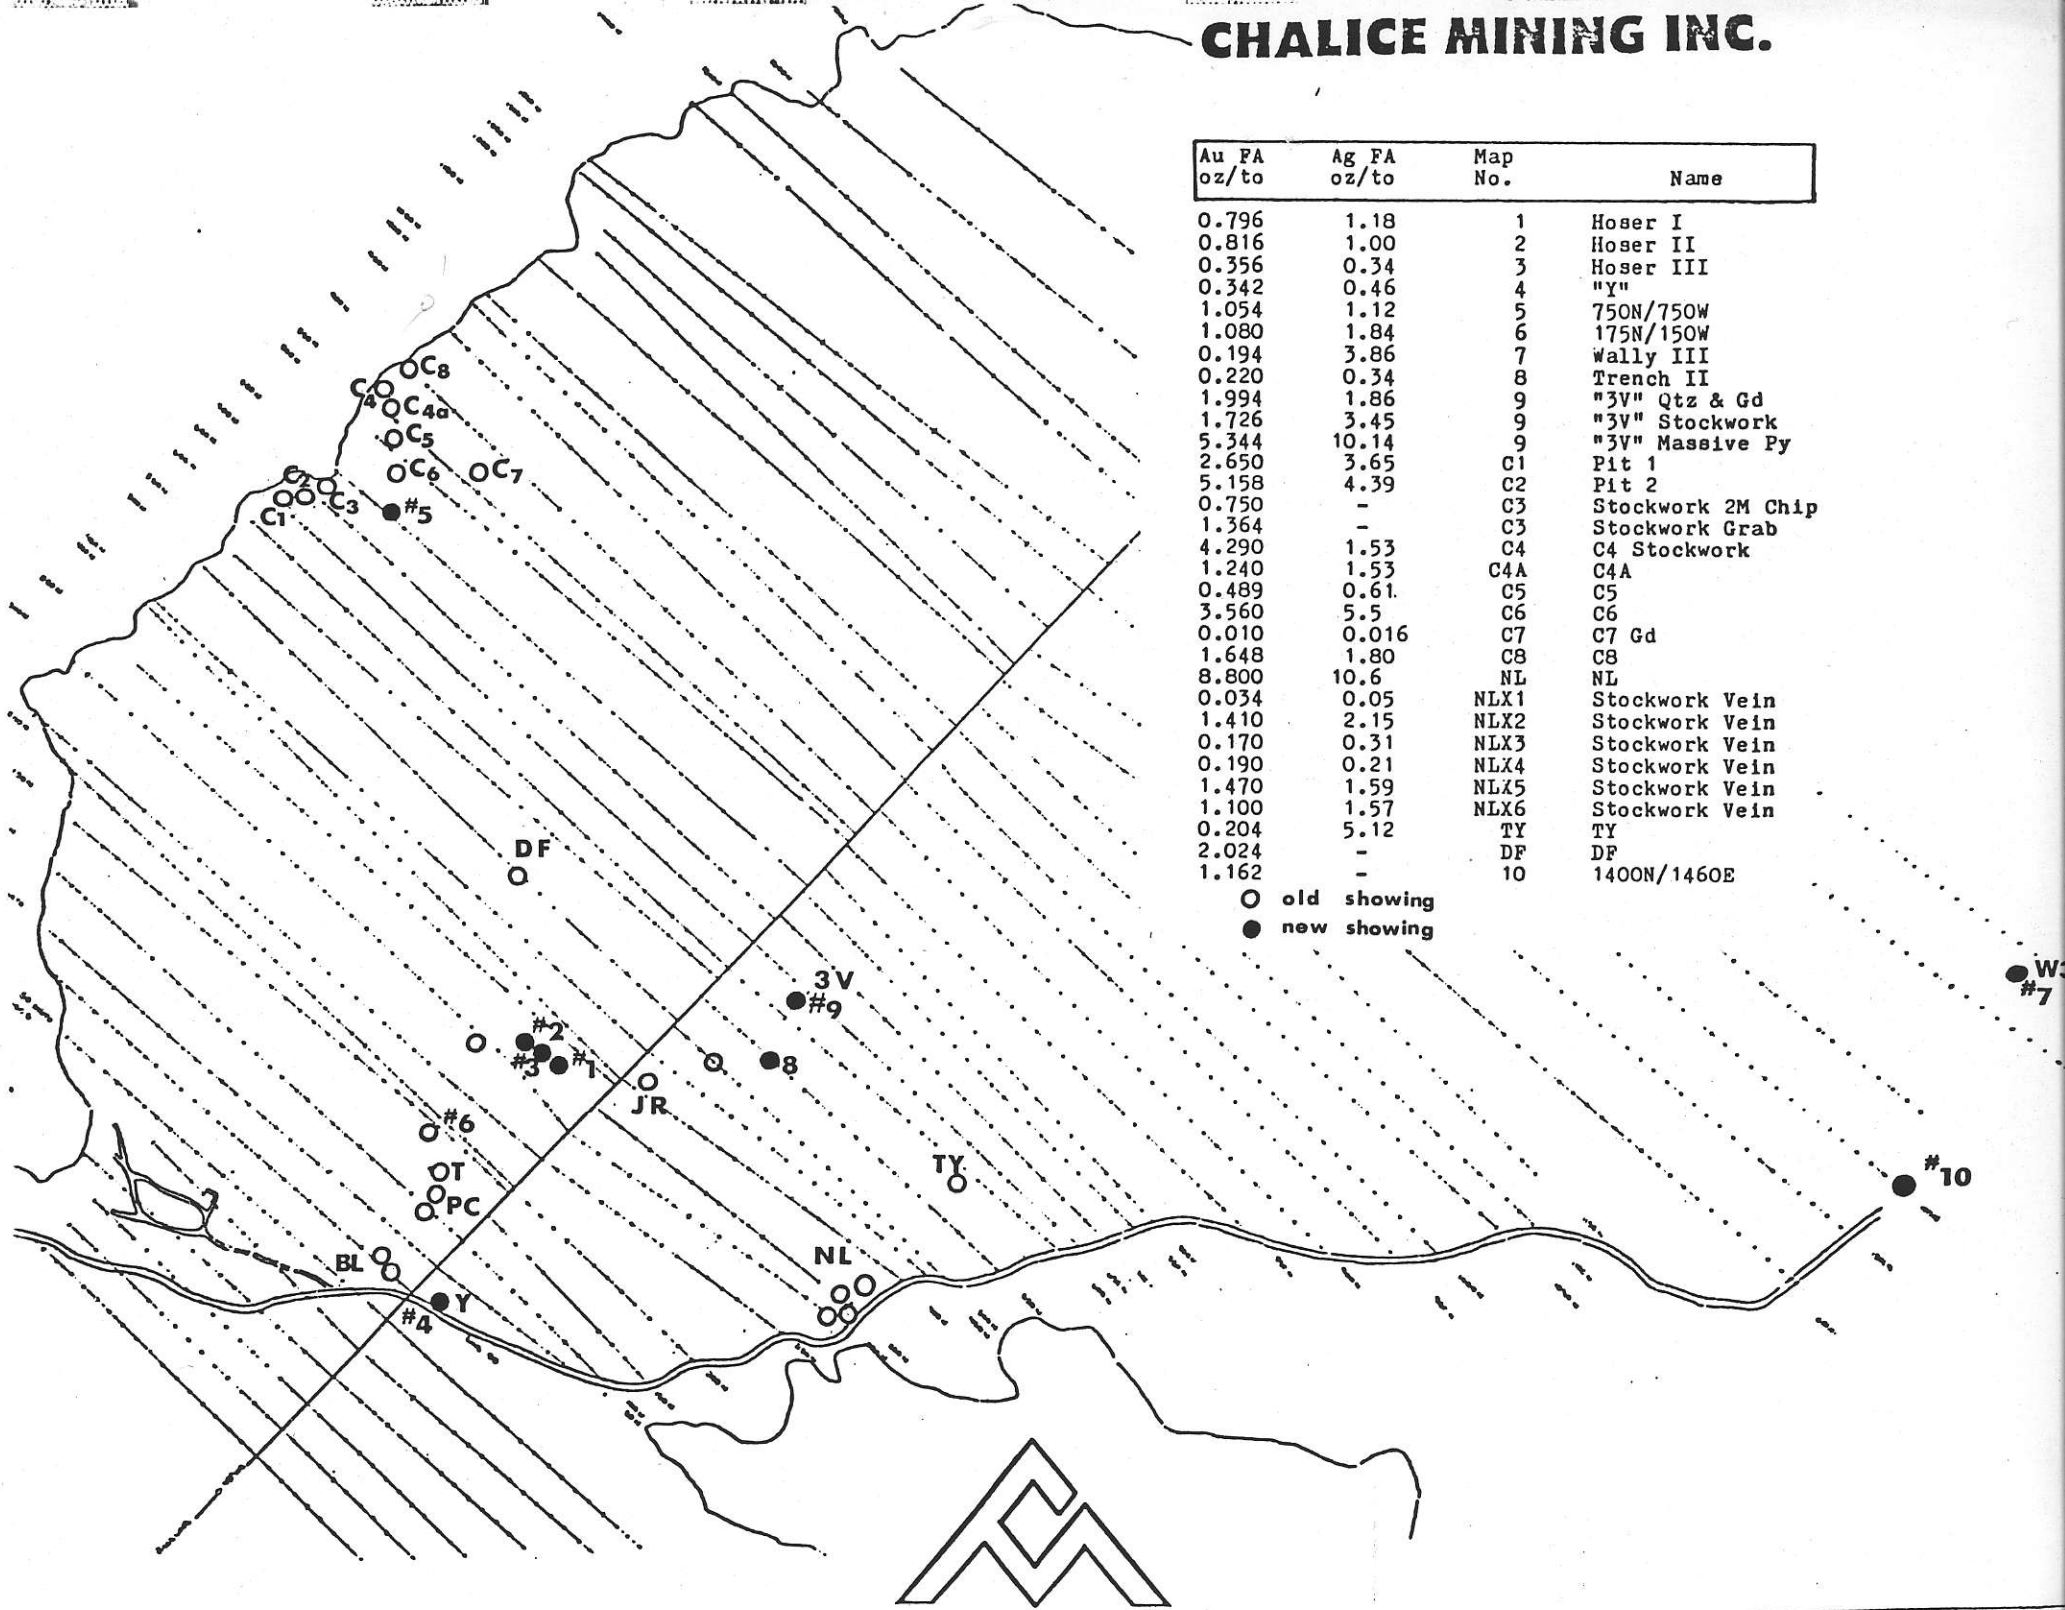 CHALICE MINING INC.
Au FA Ag FA Map
oz/to oz/to No. Name
0.796 1.18 1 Hoser I
0.816 1.00 2 Hoser II
0.356 0.34 3 Hoser III
0.342 0.46 4 "Y"
1.054 1.12 5 750N/750W
1.080 1.84 6 175N/150W
0.194 3.86 7 Wally III
0.220 0.34 8 Trench II
1.994 1.86 9 "3V" Qtz & Gd
1.726 3.45 9 "3V" Stockwork
5.344 10.14 9 "3V" Massive Py
2.650 3.65 C1 Pit 1
5.158 4.39 C2 Pit 2
0.750 - C3 Stockwork 2M Chip
1.364 - C3 Stockwork Grab
4.290 1.53 C4 C4 Stockwork
1.240 1.53 C4A C4A
0.489 0.61. C5 C5
3.560 5.5 C6 C6
0.010 0.016 C7 C7 Gd
1.648 1.80 C8 C8
8.800 10.6 NL NL
0.034 0.05 NLX1 Stockwork Vein
1.410 2.15 NLX2 Stockwork Vein
0.170 0.31 NLX3 Stockwork Vein
0.190 0.21 NLX4 Stockwork Vein
1.470 1.59 NLX5 Stockwork Vein
1.100 1.57 NLX6 Stockwork Vein
0.204 5.12 TY TY
2.024 - DF DF
1.162 - 10 1400N/1460E
old showing
new showing
C8
C4
C4a
C5
C6
C7
C2
C3
C1
#5
DF
3V
#9
W3
#7
#2
#3
#1
8
JR
#6
OT
PC
TY
#10
BL
NL
Y
#4